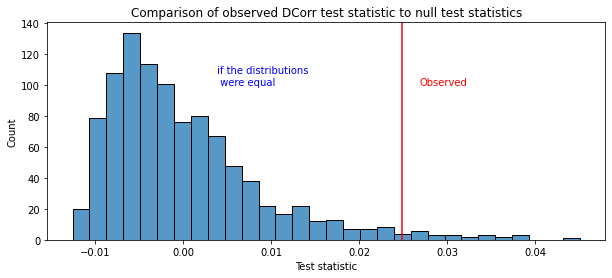 Comparison of observed DCorr test statistic to null test statistics
140
120
100
80
60
40
20
0
Count
if the distributions
were equal
Observed
−0.01
0.00
0.01
0.02
0.03
0.04
Test statistic